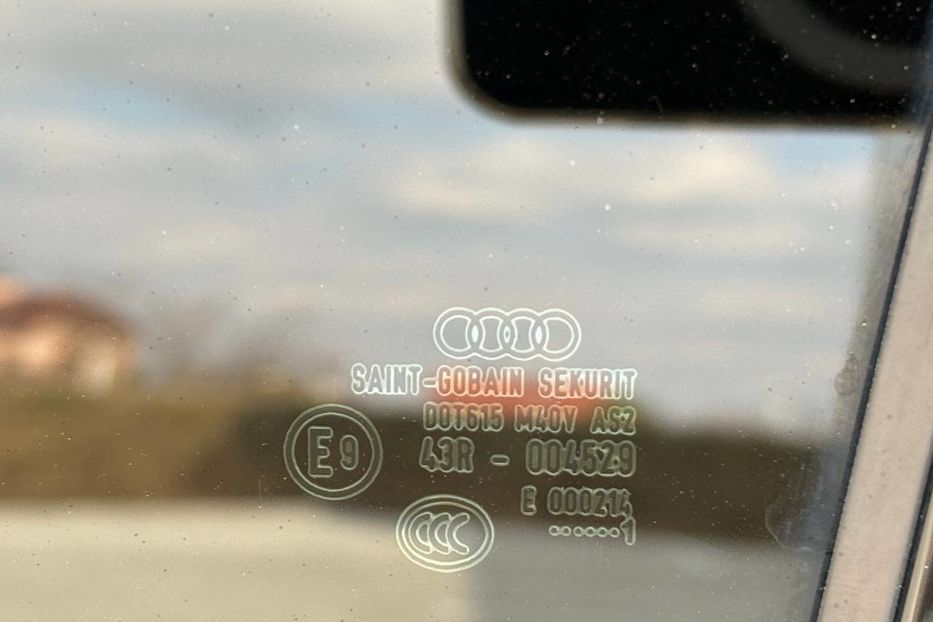 SAINT-GOBAIN SEKURIT
DOT615 M40V AS2
E9
43R - 004529
E 000214
CCC
••••••1